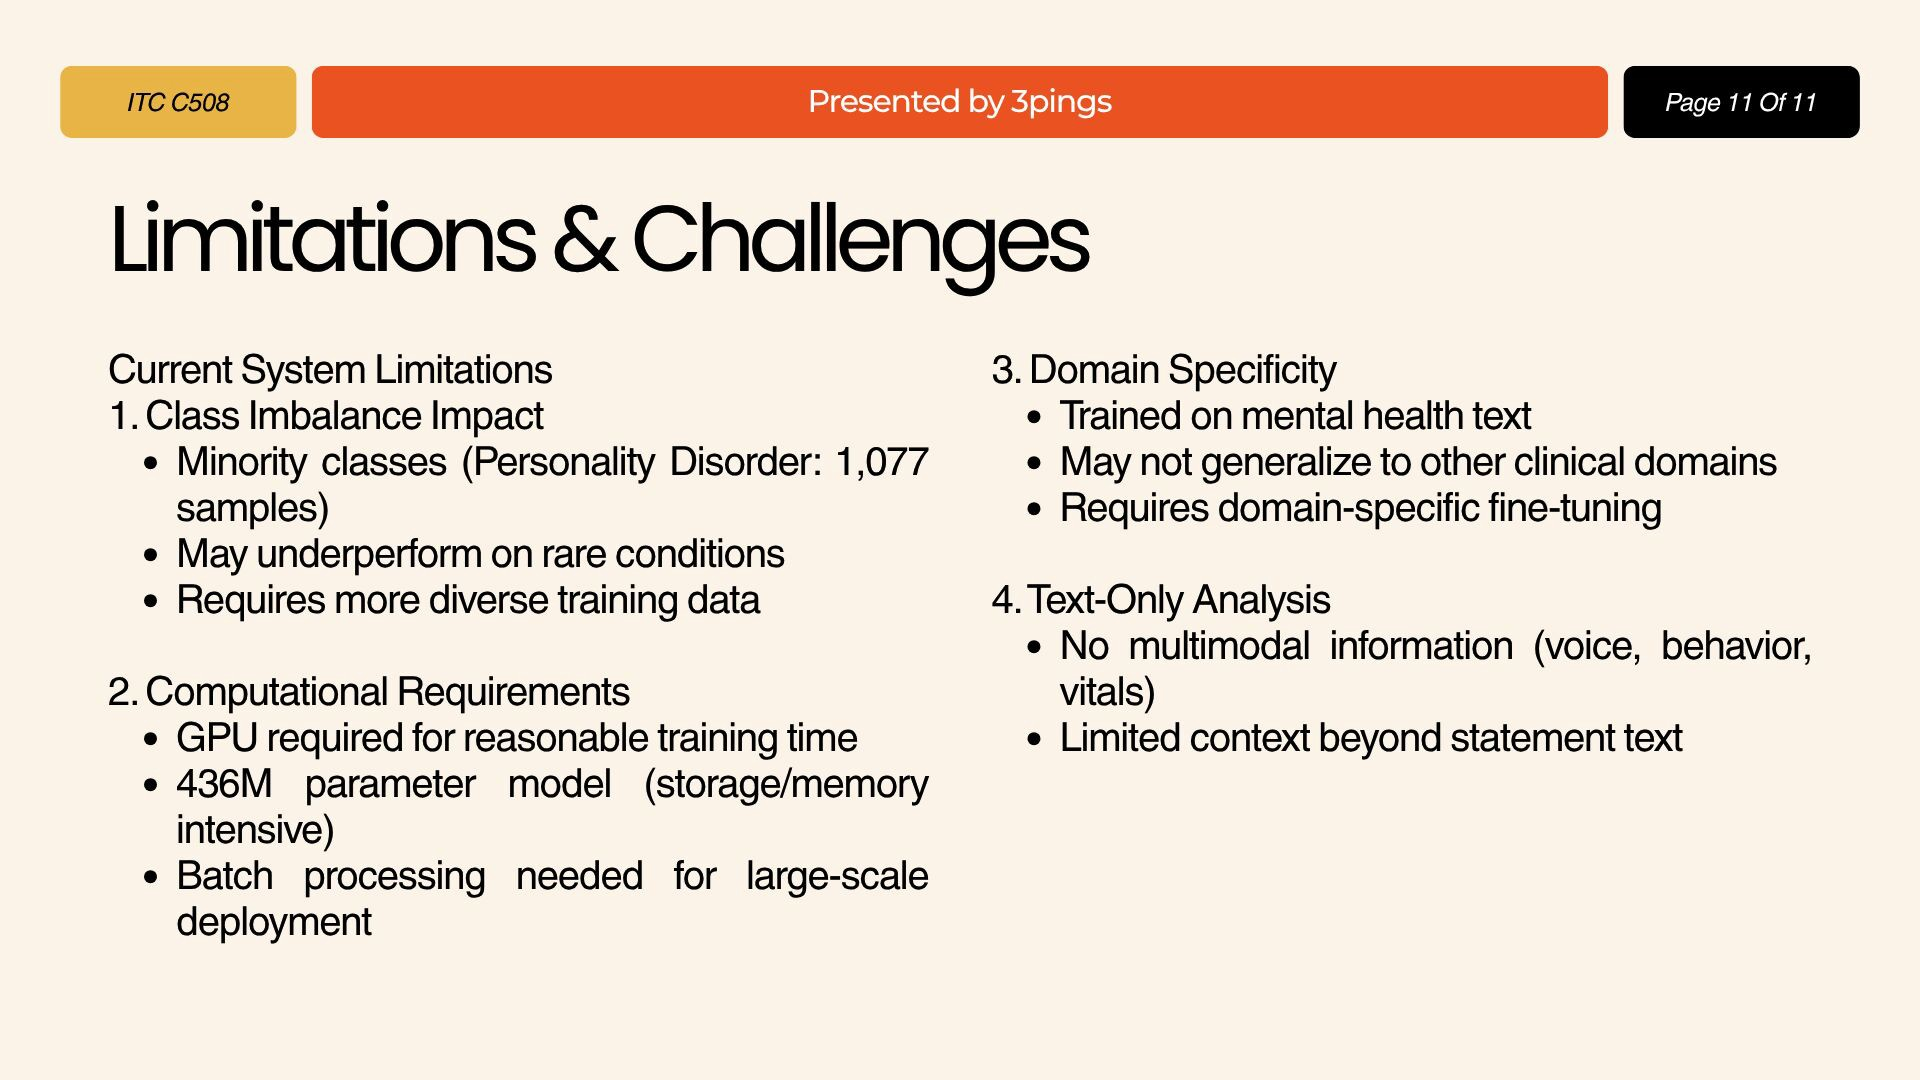 ITC C508
Presented by 3pings
Page 11 Of 11
Limitations & Challenges
Current System Limitations
1. Class Imbalance Impact
• Minority classes (Personality Disorder: 1,077
samples)
• May underperform on rare conditions
• Requires more diverse training data
2. Computational Requirements
• GPU required for reasonable training time
• 436M parameter model (storage/memory
intensive)
• Batch processing needed for large-scale
deployment
3. Domain Specificity
• Trained on mental health text
• May not generalize to other clinical domains
• Requires domain-specific fine-tuning
4. Text-Only Analysis
• No multimodal information (voice, behavior,
vitals)
• Limited context beyond statement text